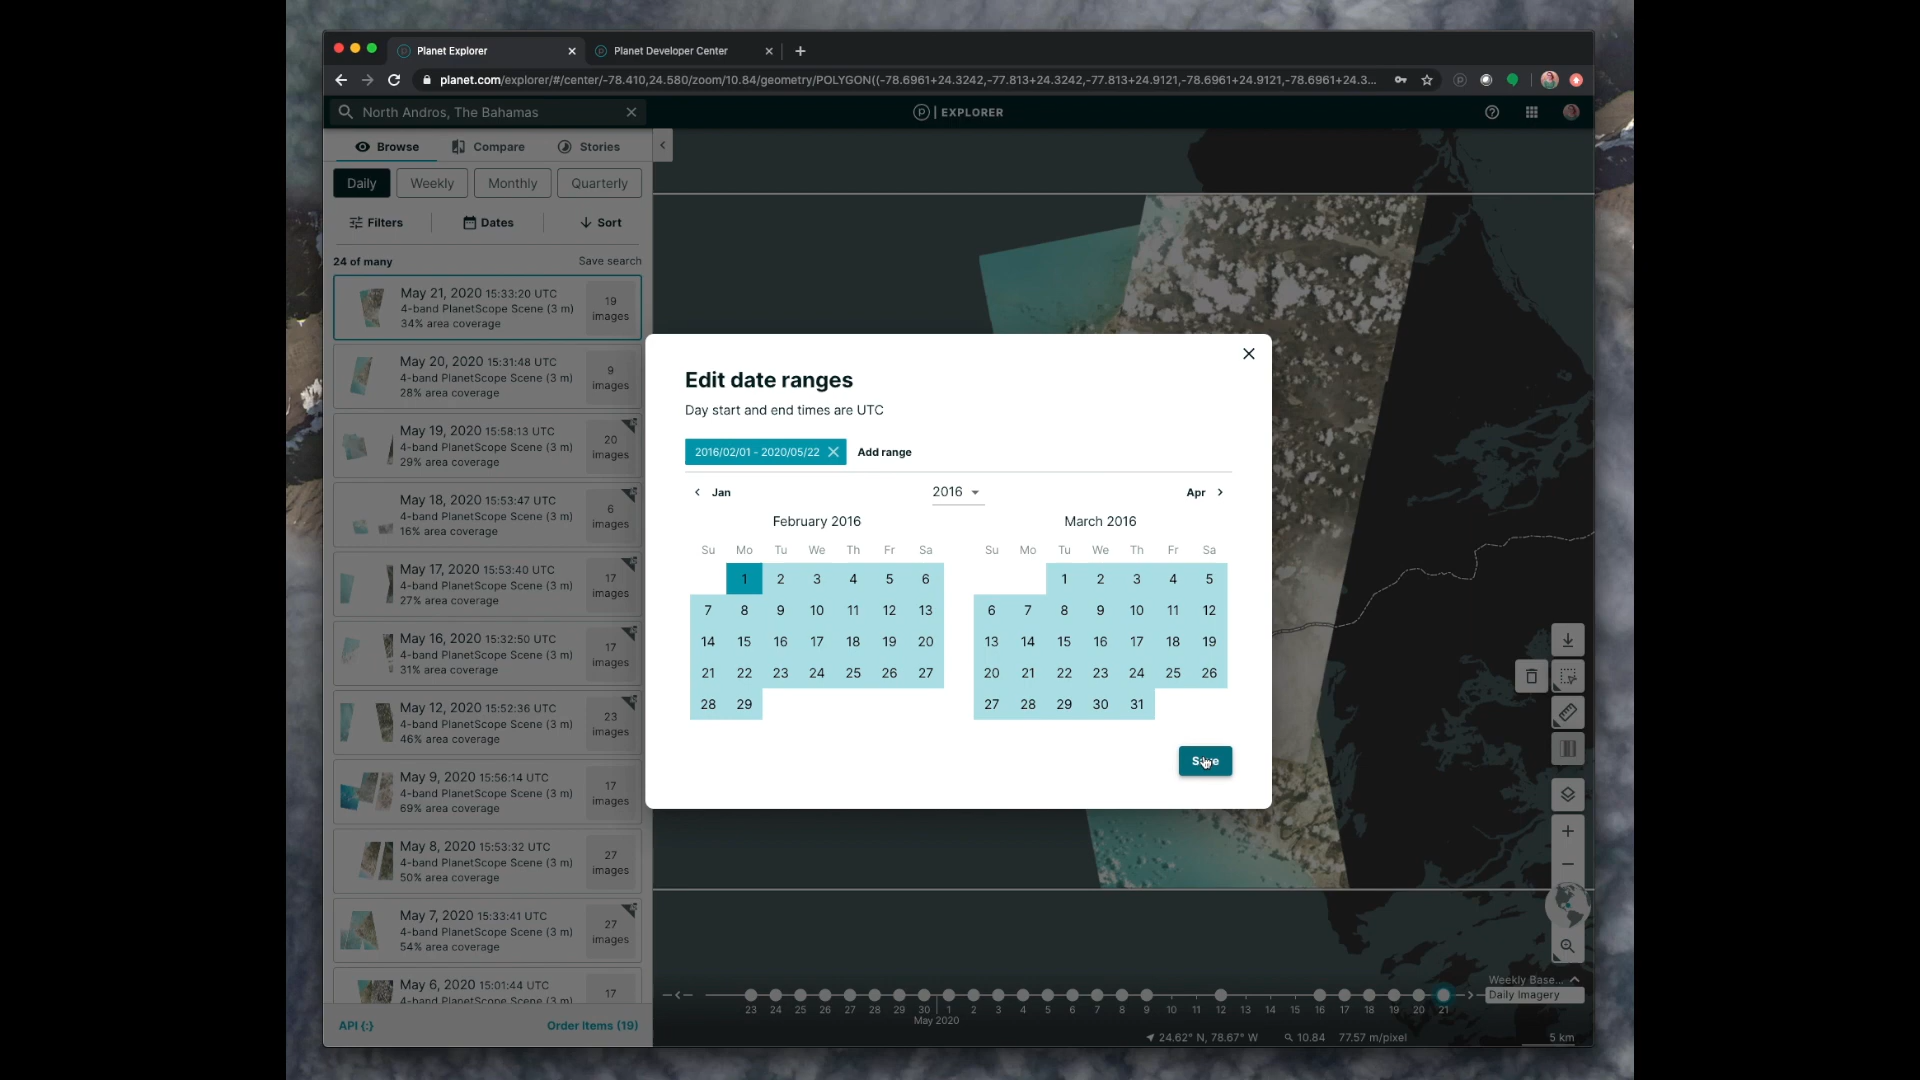 Planet Explorer
Planet Developer Center
planet.com/explorer/#/center/-78.410,24.580/zoom/10.84/geometry/POLYGON((-78.6961+24.3242,-77.813+24.3242,-77.813+24.9121,-78.6961+24.9121,-78.6961+24.3...
North Andros, The Bahamas
EXPLORER
Browse
Compare
Stories
Daily
Weekly
Monthly
Quarterly
Filters
Dates
Sort
24 of many
Save search
May 21, 2020 15:33:20 UTC
4-band PlanetScope Scene (3 m)
34% area coverage
19
images
May 20, 2020 15:31:48 UTC
4-band PlanetScope Scene (3 m)
28% area coverage
9
images
May 19, 2020 15:58:13 UTC
4-band PlanetScope Scene (3 m)
29% area coverage
20
images
May 18, 2020 15:53:47 UTC
4-band PlanetScope Scene (3 m)
16% area coverage
6
images
May 17, 2020 15:53:40 UTC
4-band PlanetScope Scene (3 m)
27% area coverage
17
images
May 16, 2020 15:32:50 UTC
4-band PlanetScope Scene (3 m)
31% area coverage
17
images
May 12, 2020 15:52:36 UTC
4-band PlanetScope Scene (3 m)
46% area coverage
23
images
May 9, 2020 15:56:14 UTC
4-band PlanetScope Scene (3 m)
69% area coverage
17
images
May 8, 2020 15:53:32 UTC
4-band PlanetScope Scene (3 m)
50% area coverage
27
images
May 7, 2020 15:33:41 UTC
4-band PlanetScope Scene (3 m)
54% area coverage
27
images
May 6, 2020 15:01:44 UTC
4-band PlanetScope Scene (3 m)
17
API {:}
Order Items (19)
Edit date ranges
Day start and end times are UTC
2016/02/01 - 2020/05/22
Add range
Jan
2016
Apr
February 2016
Su Mo Tu We Th Fr Sa
1 2 3 4 5 6
7 8 9 10 11 12 13
14 15 16 17 18 19 20
21 22 23 24 25 26 27
28 29
March 2016
Su Mo Tu We Th Fr Sa
1 2 3 4 5
6 7 8 9 10 11 12
13 14 15 16 17 18 19
20 21 22 23 24 25 26
27 28 29 30 31
Save
Weekly Base...
Daily Imagery
23 24 25 26 27 28 29 30 1 2 3 4 5 6 7 8 9 10 11 12 13 14 15 16 17 18 19 20 21
May 2020
24.62° N, 78.67° W
10.84
77.57 m/pixel
5 km